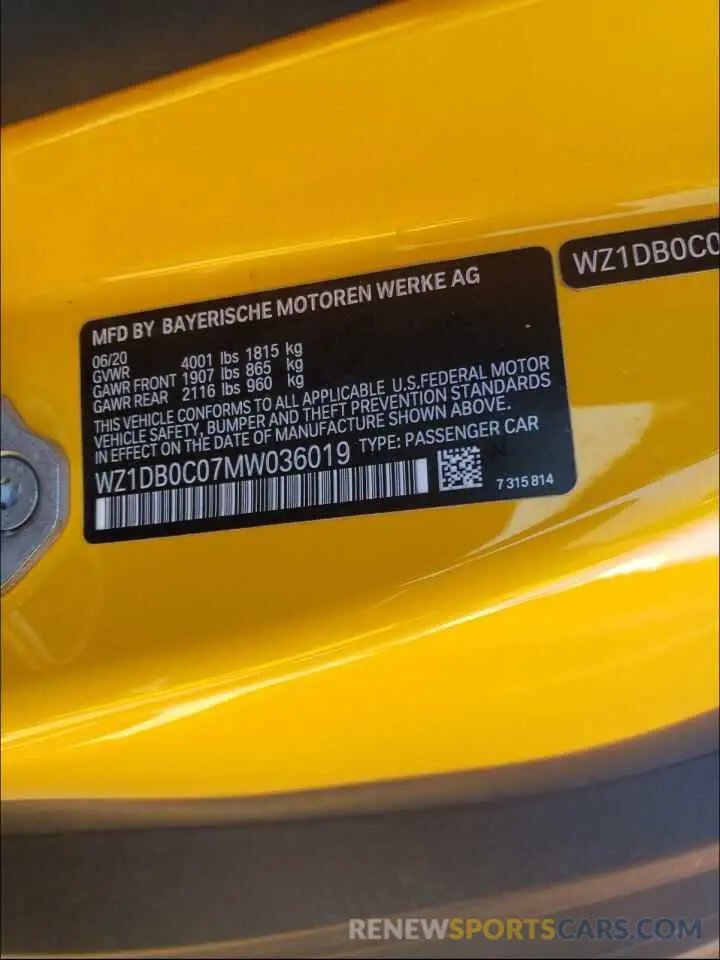 MFD BY BAYERISCHE MOTOREN WERKE AG
06/20
GVWR 4001 lbs 1815 kg
GAWR FRONT 1907 lbs 865 kg
GAWR REAR 2116 lbs 960 kg
THIS VEHICLE CONFORMS TO ALL APPLICABLE U.S.FEDERAL MOTOR
VEHICLE SAFETY, BUMPER AND THEFT PREVENTION STANDARDS
IN EFFECT ON THE DATE OF MANUFACTURE SHOWN ABOVE.
WZ1DB0C07MW036019 TYPE: PASSENGER CAR
7 315 814
WZ1DB0C0
RENEWSPORTSCARS.COM